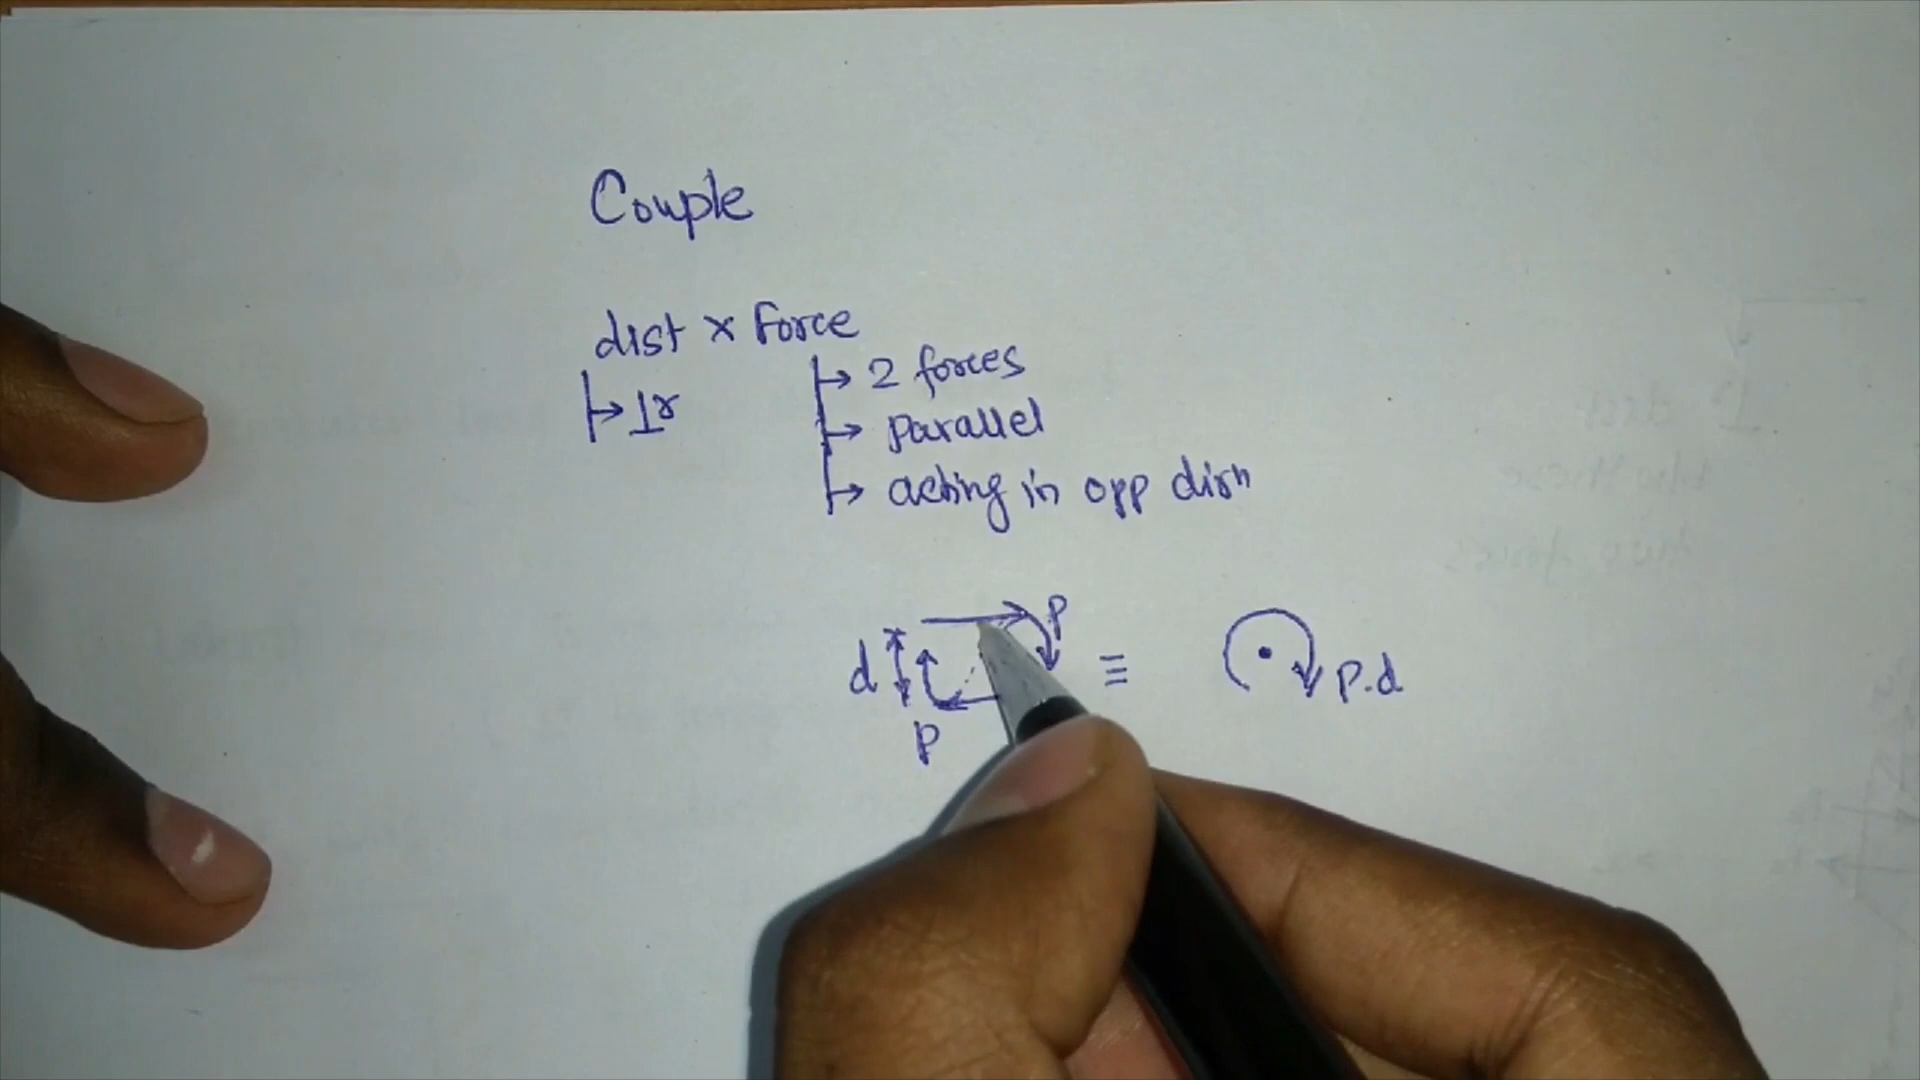 Couple
dist × Force
→ ⊥r
→ 2 forces
→ parallel
→ acting in opp dirn
P
d
P
≡
P.d